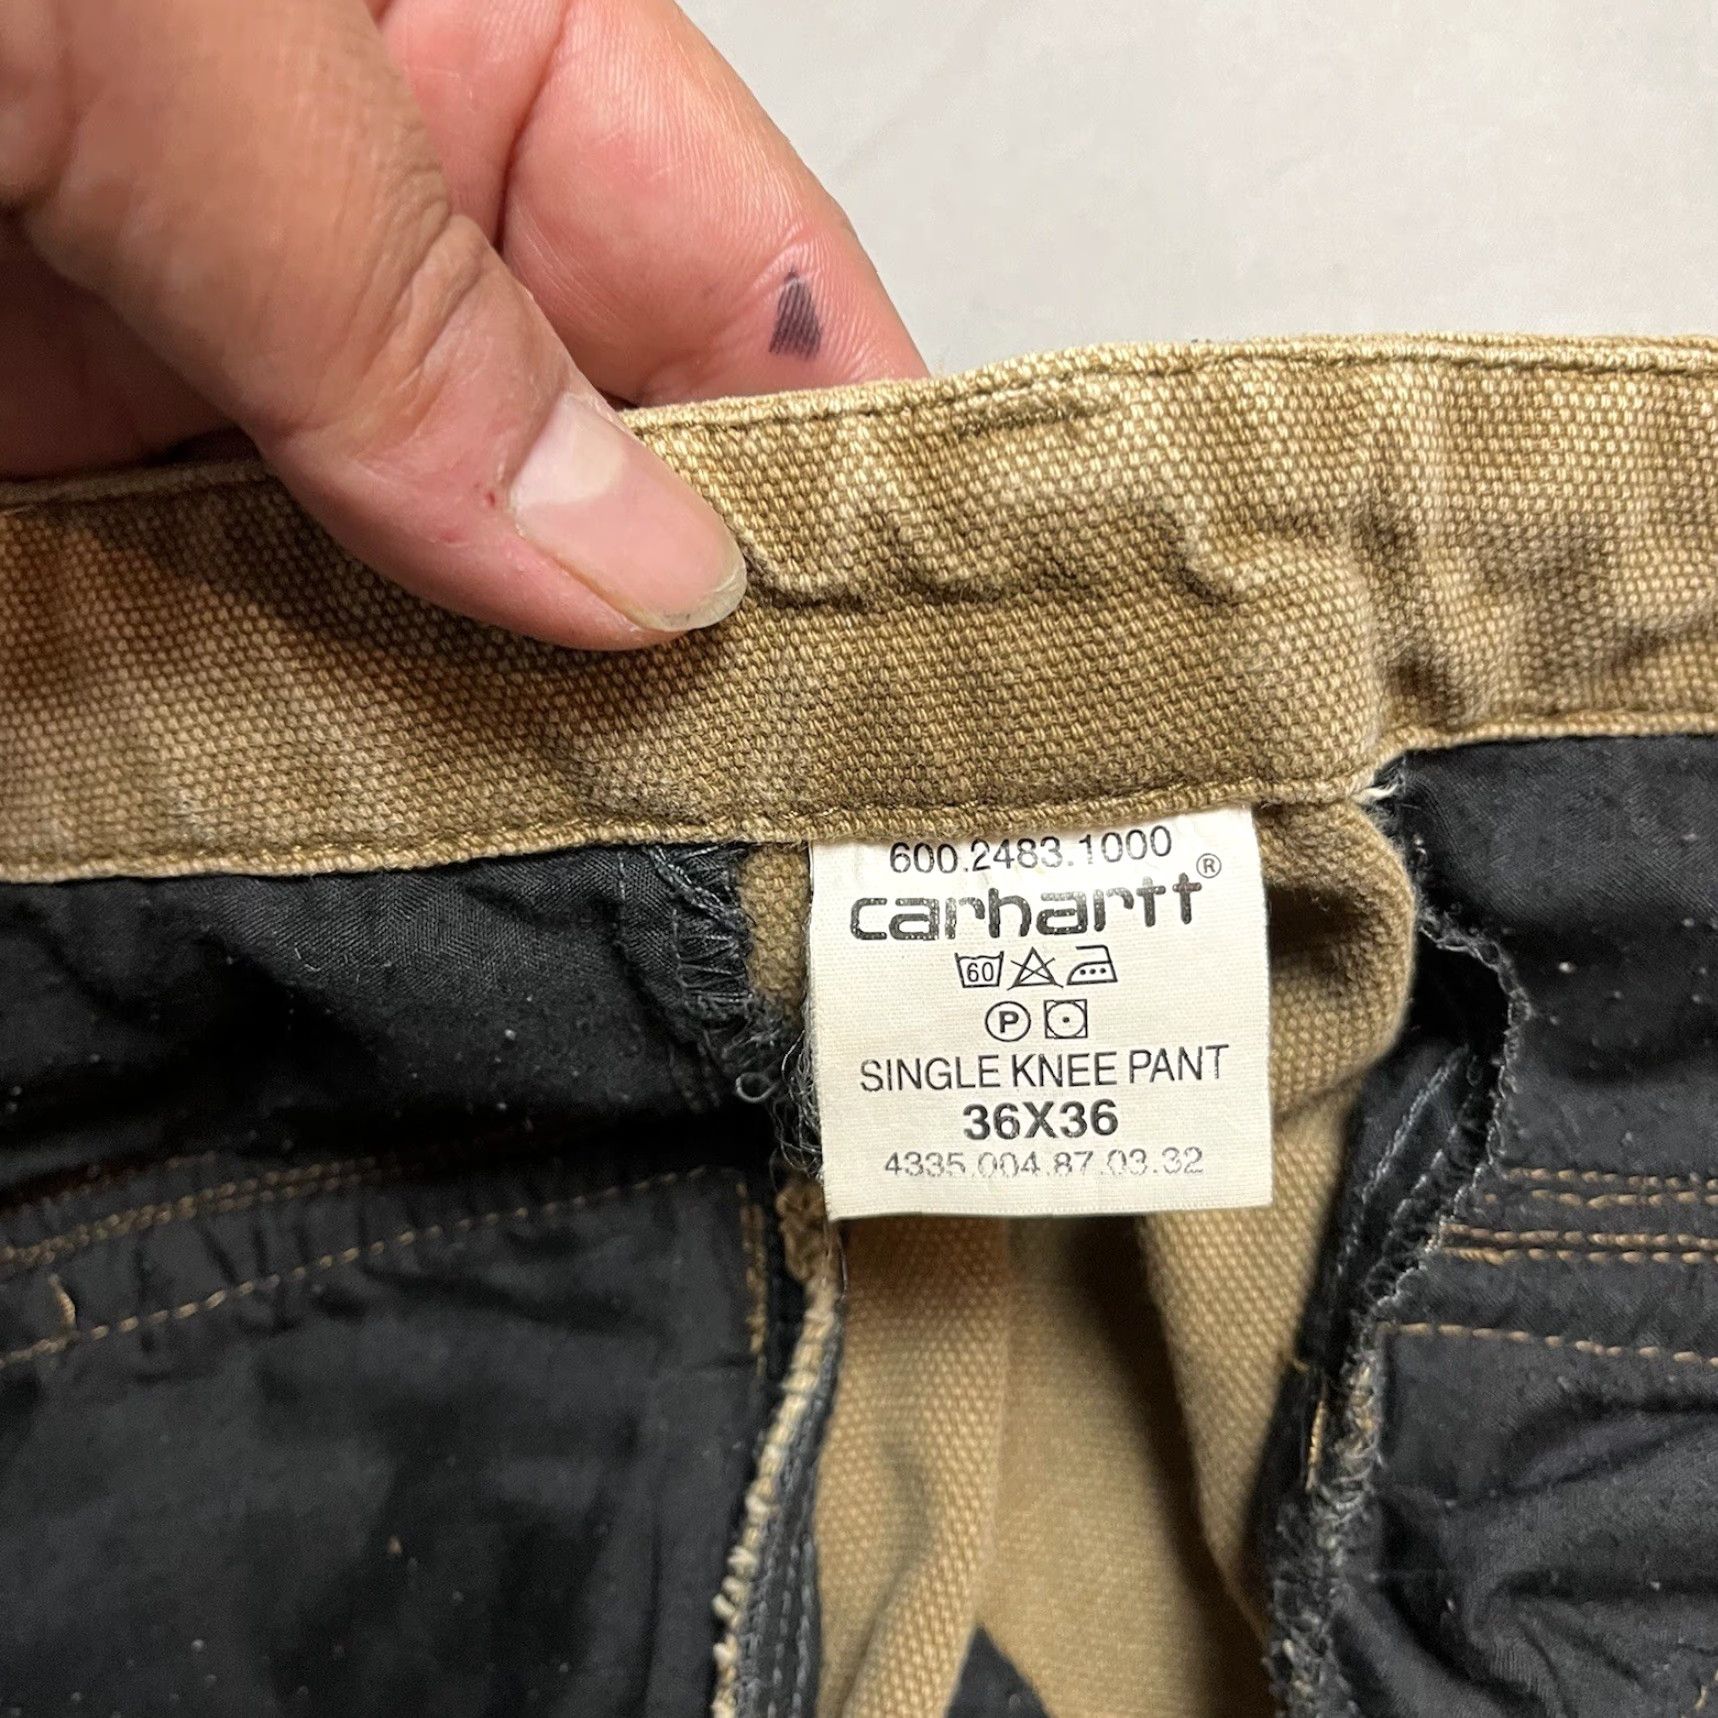 600.2483.1000
carhartt®
60
P
SINGLE KNEE PANT
36X36
4335.004.87.03.32